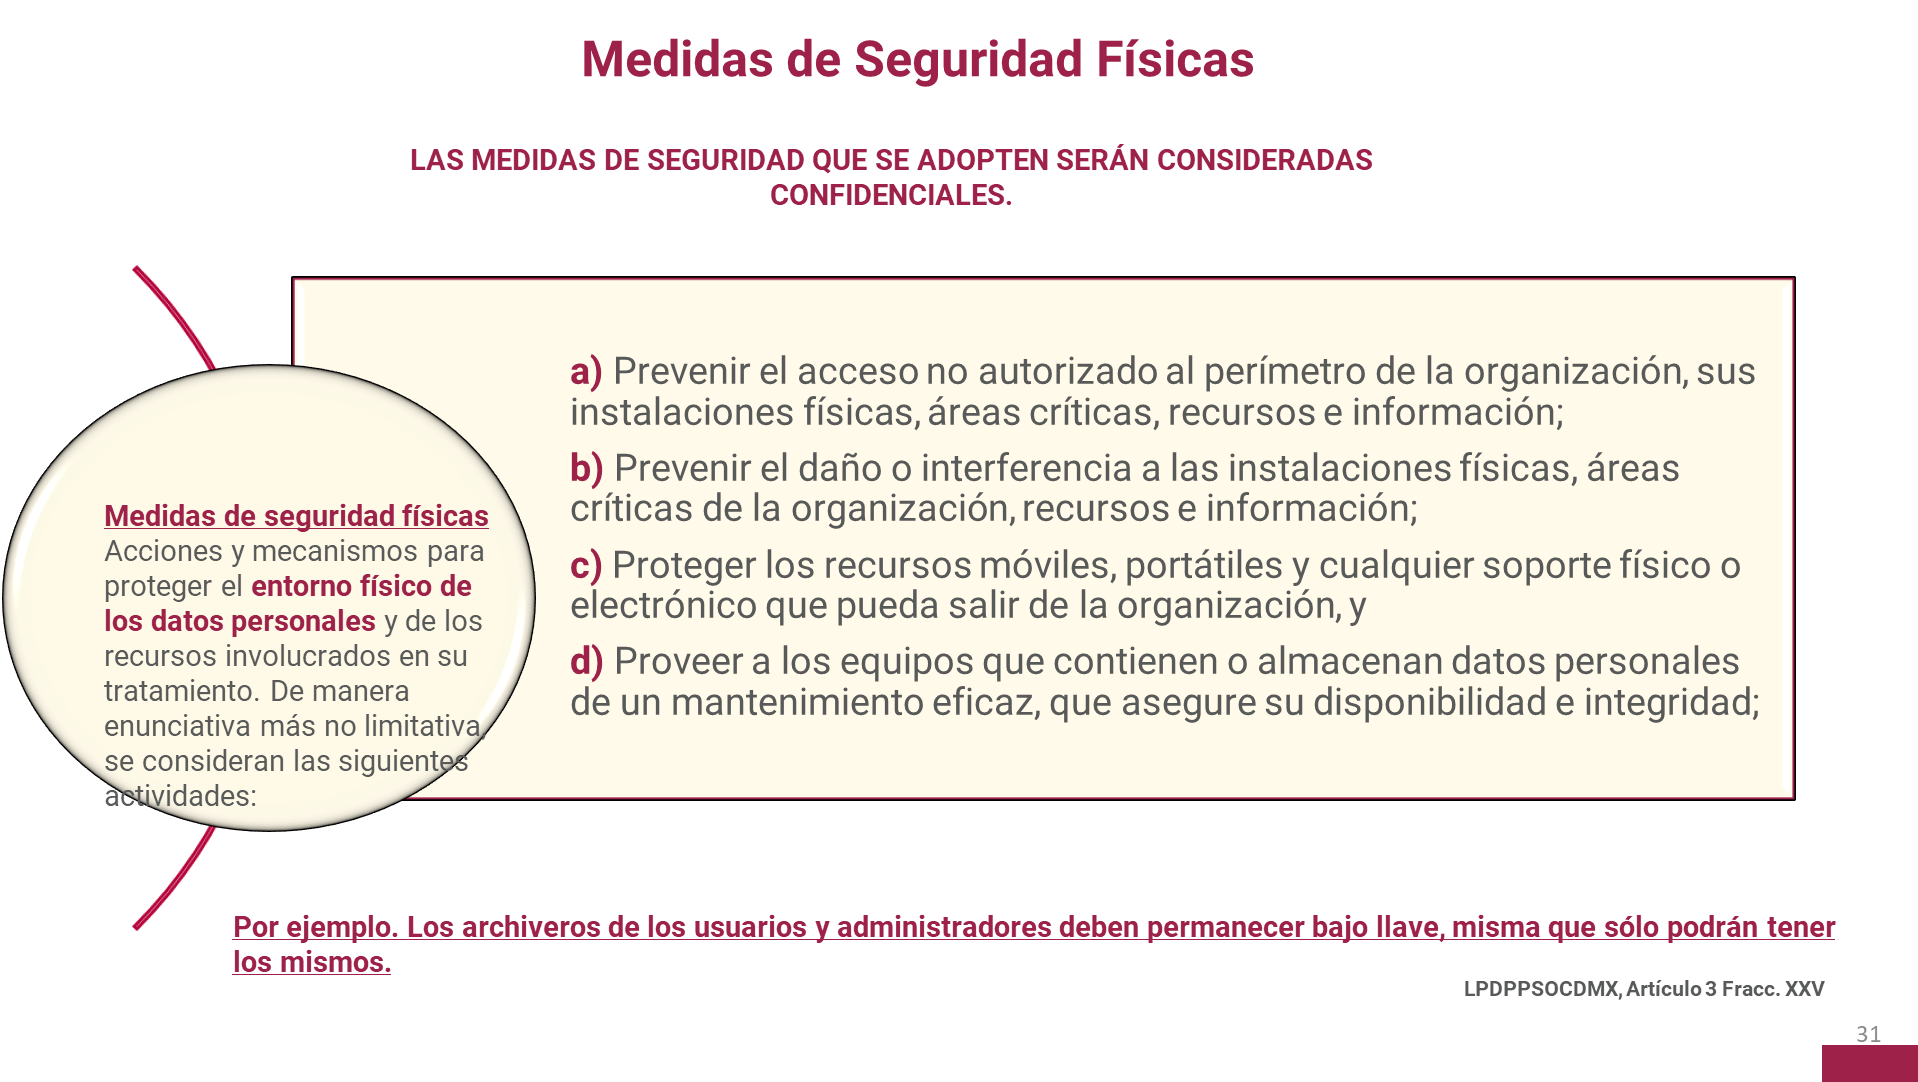 Medidas de Seguridad Físicas
LAS MEDIDAS DE SEGURIDAD QUE SE ADOPTEN SERÁN CONSIDERADAS
CONFIDENCIALES.
Medidas de seguridad físicas
Acciones y mecanismos para
proteger el entorno físico de
los datos personales y de los
recursos involucrados en su
tratamiento. De manera
enunciativa más no limitativa,
se consideran las siguientes
actividades:
a) Prevenir el acceso no autorizado al perímetro de la organización, sus
instalaciones físicas, áreas críticas, recursos e información;
b) Prevenir el daño o interferencia a las instalaciones físicas, áreas
críticas de la organización, recursos e información;
c) Proteger los recursos móviles, portátiles y cualquier soporte físico o
electrónico que pueda salir de la organización, y
d) Proveer a los equipos que contienen o almacenan datos personales
de un mantenimiento eficaz, que asegure su disponibilidad e integridad;
Por ejemplo. Los archiveros de los usuarios y administradores deben permanecer bajo llave, misma que sólo podrán tener
los mismos.
LPDPPSOCDMX, Artículo 3 Fracc. XXV
31